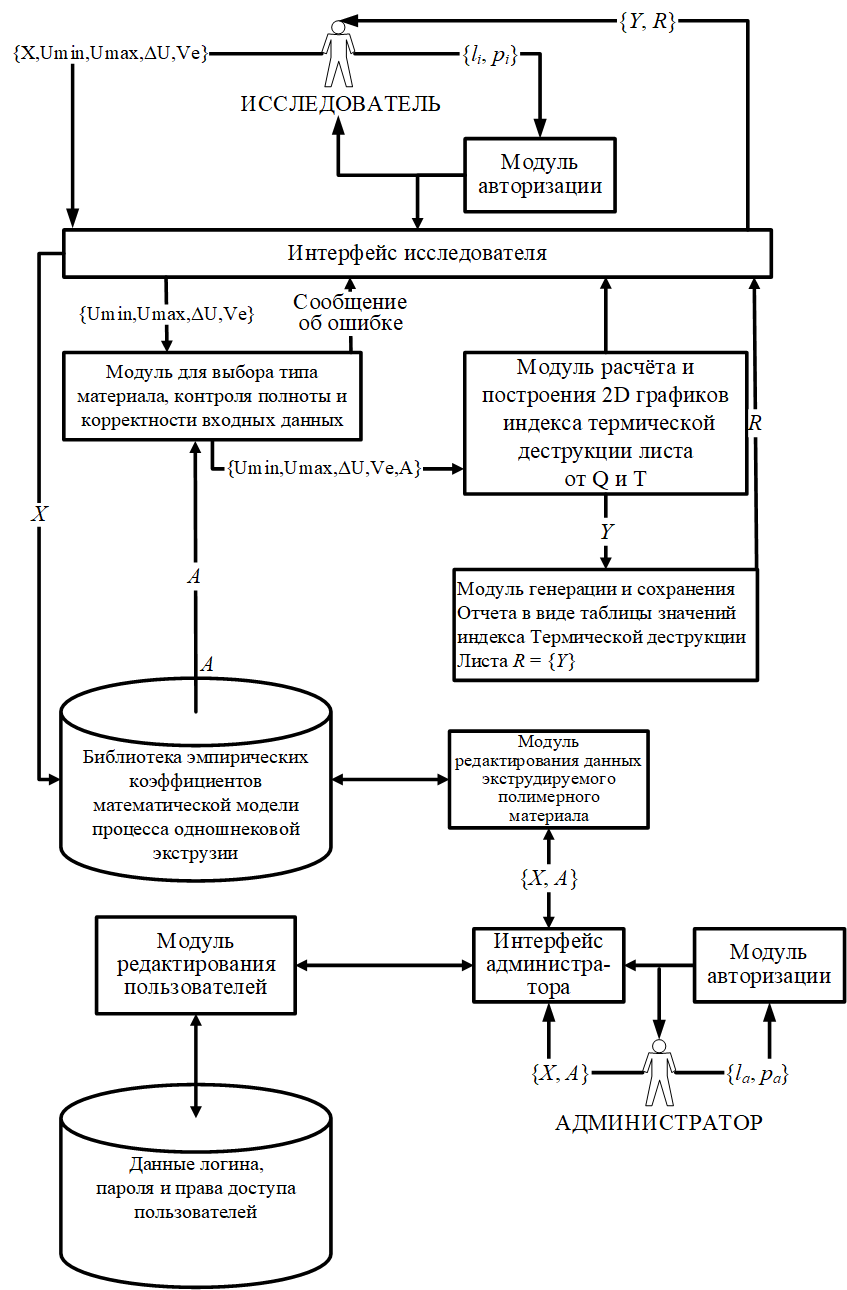 {Y, R}
{X,Umin,Umax,ΔU,Ve}
{lᵢ, pᵢ}
ИССЛЕДОВАТЕЛЬ
Модуль
авторизации
Интерфейс исследователя
{Umin,Umax,ΔU,Ve}
Сообщение
об ошибке
Модуль для выбора типа
материала, контроля полноты и
корректности входных данных
Модуль расчёта и
построения 2D графиков
индекса термической
деструкции листа
от Q и T
R
{Umin,Umax,ΔU,Ve,A}
X
Y
A
Модуль генерации и сохранения
Отчета в виде таблицы значений
индекса Термической деструкции
Листа R = {Y}
A
Библиотека эмпирических
коэффициентов
математической модели
процесса одношнековой
экструзии
Модуль
редактирования данных
экструдируемого
полимерного
материала
{X, A}
Модуль
редактирования
пользователей
Интерфейс
администра-
тора
Модуль
авторизации
{X, A}
{lₐ, pₐ}
АДМИНИСТРАТОР
Данные логина,
пароля и права доступа
пользователей